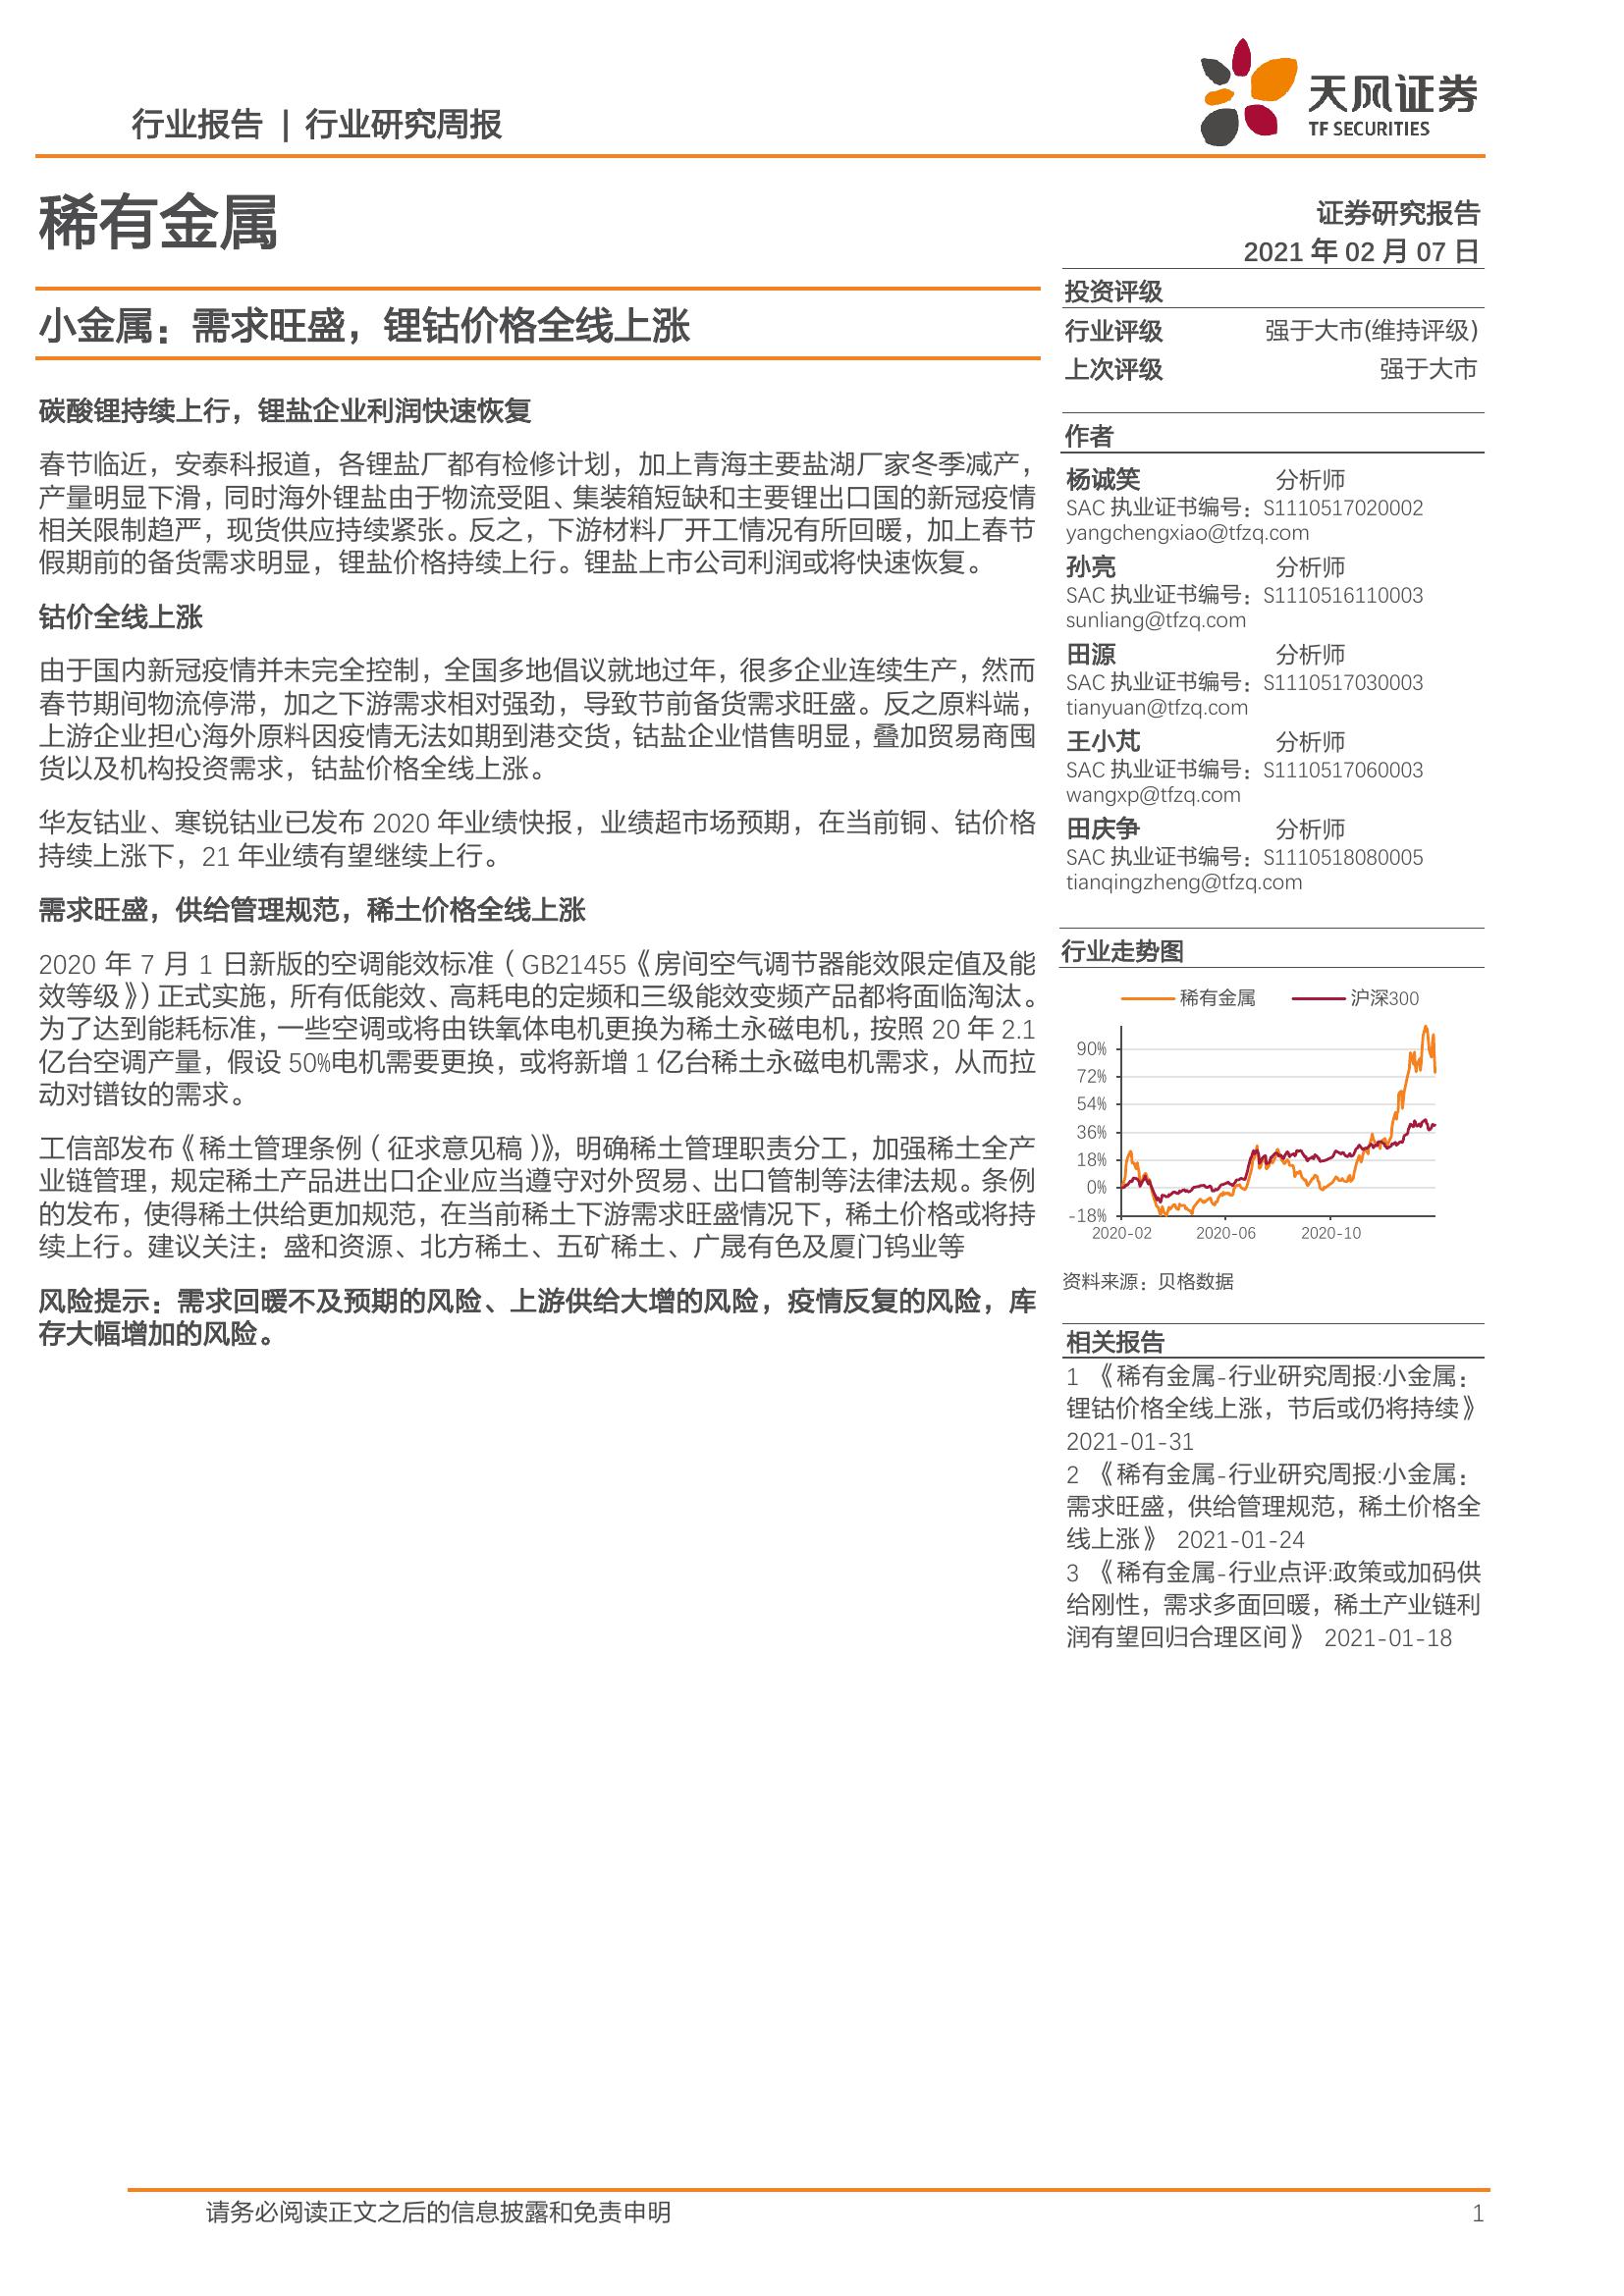 行业报告 | 行业研究周报
天风证券
TF SECURITIES
稀有金属
证券研究报告
2021 年 02 月 07 日
小金属：需求旺盛，锂钴价格全线上涨
碳酸锂持续上行，锂盐企业利润快速恢复
春节临近，安泰科报道，各锂盐厂都有检修计划，加上青海主要盐湖厂家冬季减产，
产量明显下滑，同时海外锂盐由于物流受阻、集装箱短缺和主要锂出口国的新冠疫情
相关限制趋严，现货供应持续紧张。反之，下游材料厂开工情况有所回暖，加上春节
假期前的备货需求明显，锂盐价格持续上行。锂盐上市公司利润或将快速恢复。
钴价全线上涨
由于国内新冠疫情并未完全控制，全国多地倡议就地过年，很多企业连续生产，然而
春节期间物流停滞，加之下游需求相对强劲，导致节前备货需求旺盛。反之原料端，
上游企业担心海外原料因疫情无法如期到港交货，钴盐企业惜售明显，叠加贸易商囤
货以及机构投资需求，钴盐价格全线上涨。
华友钴业、寒锐钴业已发布 2020 年业绩快报，业绩超市场预期，在当前铜、钴价格
持续上涨下，21 年业绩有望继续上行。
需求旺盛，供给管理规范，稀土价格全线上涨
2020 年 7 月 1 日新版的空调能效标准（GB21455《房间空气调节器能效限定值及能
效等级》）正式实施，所有低能效、高耗电的定频和三级能效变频产品都将面临淘汰。
为了达到能耗标准，一些空调或将由铁氧体电机更换为稀土永磁电机，按照 20 年 2.1
亿台空调产量，假设 50%电机需要更换，或将新增 1 亿台稀土永磁电机需求，从而拉
动对镨钕的需求。
工信部发布《稀土管理条例（征求意见稿）》，明确稀土管理职责分工，加强稀土全产
业链管理，规定稀土产品进出口企业应当遵守对外贸易、出口管制等法律法规。条例
的发布，使得稀土供给更加规范，在当前稀土下游需求旺盛情况下，稀土价格或将持
续上行。建议关注：盛和资源、北方稀土、五矿稀土、广晟有色及厦门钨业等
风险提示：需求回暖不及预期的风险、上游供给大增的风险，疫情反复的风险，库
存大幅增加的风险。
投资评级
行业评级 强于大市(维持评级)
上次评级 强于大市
作者
杨诚笑 分析师
SAC 执业证书编号：S1110517020002
yangchengxiao@tfzq.com
孙亮 分析师
SAC 执业证书编号：S1110516110003
sunliang@tfzq.com
田源 分析师
SAC 执业证书编号：S1110517030003
tianyuan@tfzq.com
王小芃 分析师
SAC 执业证书编号：S1110517060003
wangxp@tfzq.com
田庆争 分析师
SAC 执业证书编号：S1110518080005
tianqingzheng@tfzq.com
行业走势图
稀有金属 沪深300
90%
72%
54%
36%
18%
0%
-18%
2020-02 2020-06 2020-10
资料来源：贝格数据
相关报告
1 《稀有金属-行业研究周报:小金属：
锂钴价格全线上涨，节后或仍将持续》
2021-01-31
2 《稀有金属-行业研究周报:小金属：
需求旺盛，供给管理规范，稀土价格全
线上涨》 2021-01-24
3 《稀有金属-行业点评:政策或加码供
给刚性，需求多面回暖，稀土产业链利
润有望回归合理区间》 2021-01-18
请务必阅读正文之后的信息披露和免责申明 1